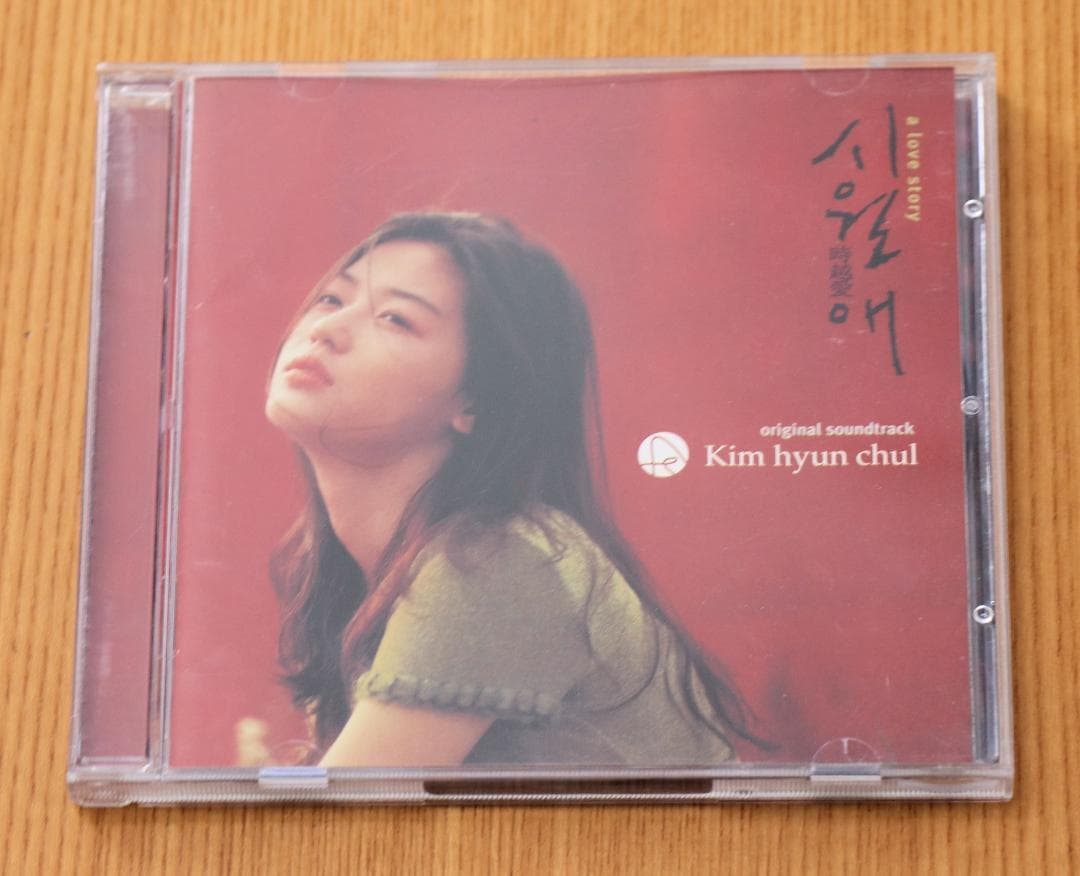 a love story
시월애
時越愛
original soundtrack
Kim hyun chul